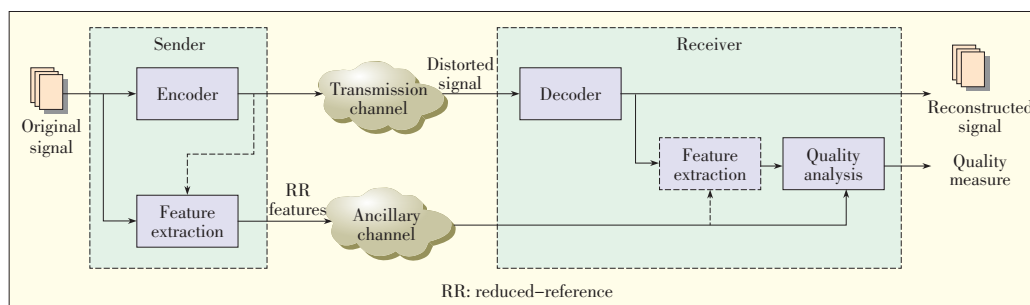 Sender
Receiver
Original
signal
Encoder
Transmission
channel
Distorted
signal
Decoder
Reconstructed
signal
Feature
extraction
RR
features
Ancillary
channel
Feature
extraction
Quality
analysis
Quality
measure
RR: reduced–reference